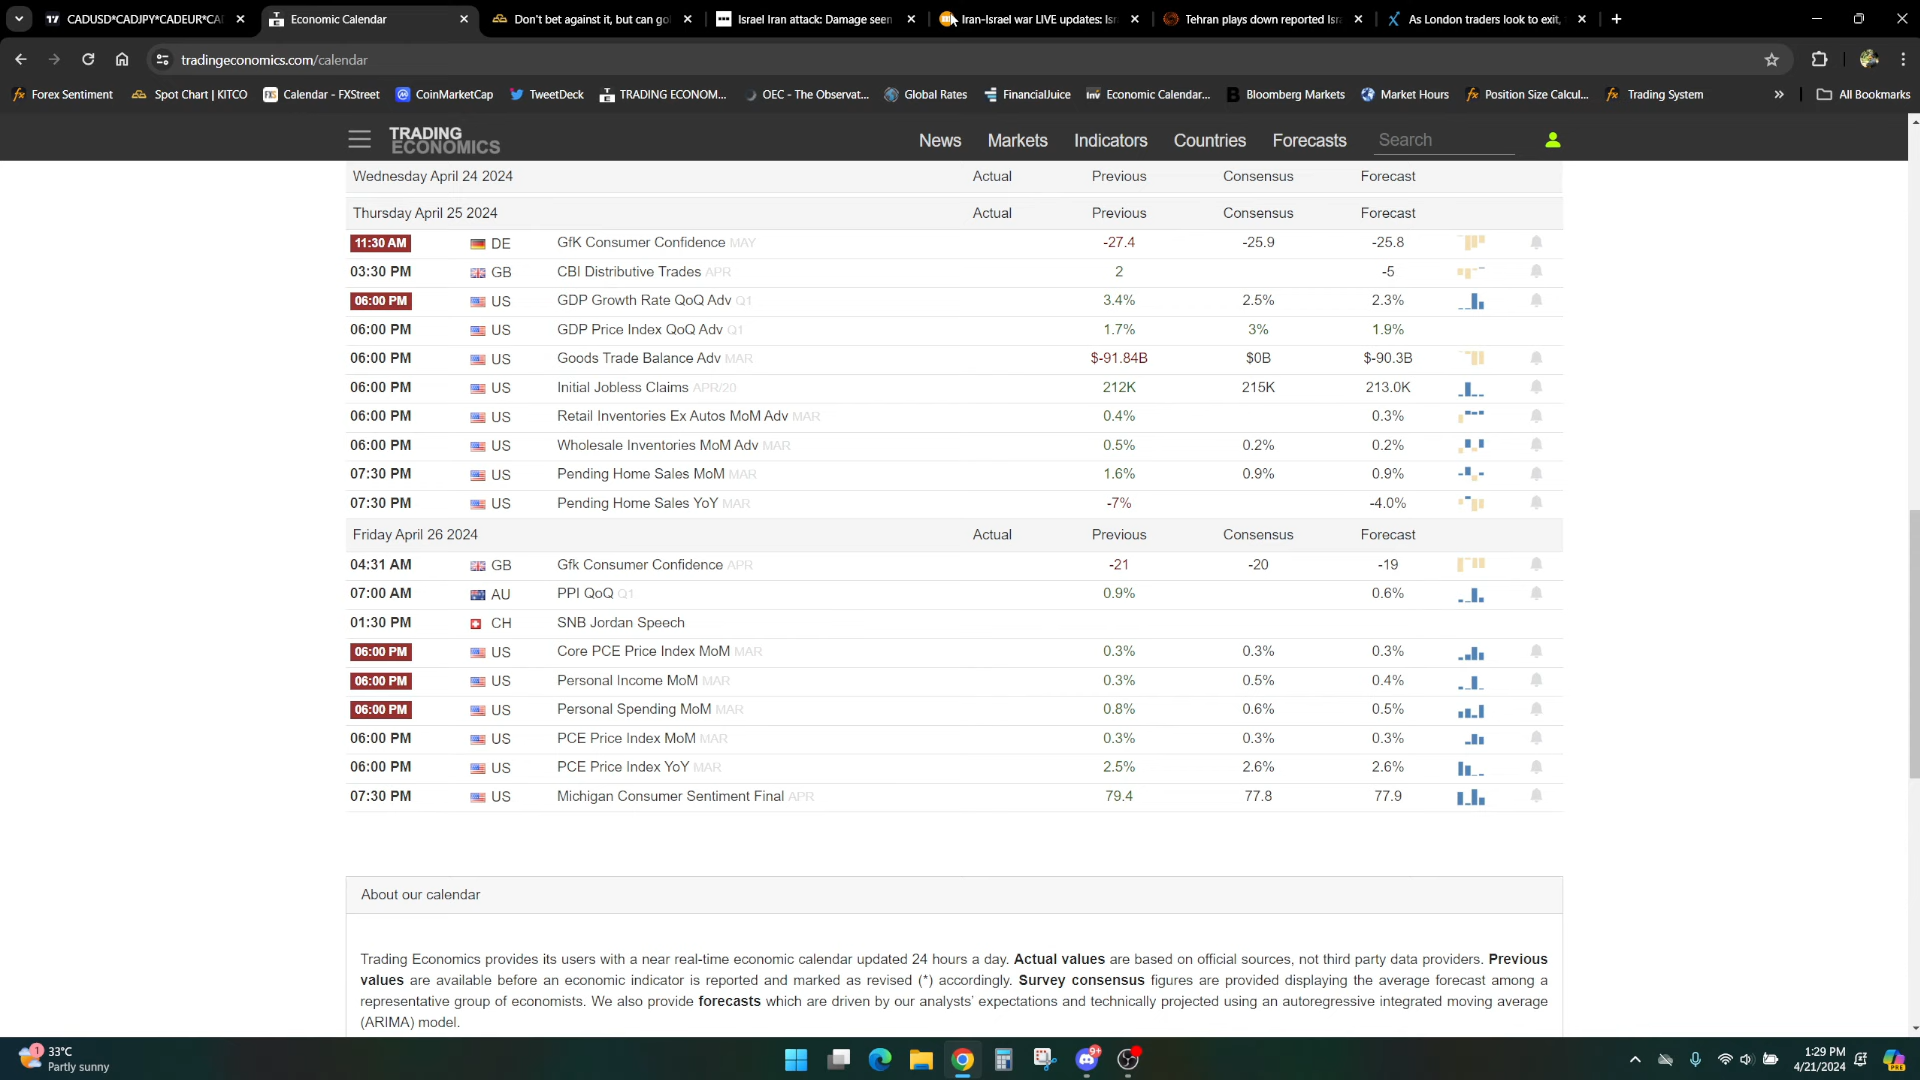 CADUSD*CADJPY*CADEUR*CA
Economic Calendar
Don't bet against it, but can gol
Israel Iran attack: Damage seen
Iran-Israel war LIVE updates: Isr
Tehran plays down reported Isra
As London traders look to exit,
tradingeconomics.com/calendar
Forex Sentiment
Spot Chart | KITCO
Calendar - FXStreet
CoinMarketCap
TweetDeck
TRADING ECONOM...
OEC - The Observat...
Global Rates
FinancialJuice
Economic Calendar...
Bloomberg Markets
Market Hours
Position Size Calcul...
Trading System
All Bookmarks
TRADING
ECONOMICS
News Markets Indicators Countries Forecasts Search
Wednesday April 24 2024 Actual Previous Consensus Forecast
Thursday April 25 2024 Actual Previous Consensus Forecast
11:30 AM DE GfK Consumer Confidence MAY -27.4 -25.9 -25.8
03:30 PM GB CBI Distributive Trades APR 2 -5
06:00 PM US GDP Growth Rate QoQ Adv Q1 3.4% 2.5% 2.3%
06:00 PM US GDP Price Index QoQ Adv Q1 1.7% 3% 1.9%
06:00 PM US Goods Trade Balance Adv MAR $-91.84B $0B $-90.3B
06:00 PM US Initial Jobless Claims APR/20 212K 215K 213.0K
06:00 PM US Retail Inventories Ex Autos MoM Adv MAR 0.4% 0.3%
06:00 PM US Wholesale Inventories MoM Adv MAR 0.5% 0.2% 0.2%
07:30 PM US Pending Home Sales MoM MAR 1.6% 0.9% 0.9%
07:30 PM US Pending Home Sales YoY MAR -7% -4.0%
Friday April 26 2024 Actual Previous Consensus Forecast
04:31 AM GB Gfk Consumer Confidence APR -21 -20 -19
07:00 AM AU PPI QoQ Q1 0.9% 0.6%
01:30 PM CH SNB Jordan Speech
06:00 PM US Core PCE Price Index MoM MAR 0.3% 0.3% 0.3%
06:00 PM US Personal Income MoM MAR 0.3% 0.5% 0.4%
06:00 PM US Personal Spending MoM MAR 0.8% 0.6% 0.5%
06:00 PM US PCE Price Index MoM MAR 0.3% 0.3% 0.3%
06:00 PM US PCE Price Index YoY MAR 2.5% 2.6% 2.6%
07:30 PM US Michigan Consumer Sentiment Final APR 79.4 77.8 77.9
About our calendar
Trading Economics provides its users with a near real-time economic calendar updated 24 hours a day. Actual values are based on official sources, not third party data providers. Previous
values are available before an economic indicator is reported and marked as revised (*) accordingly. Survey consensus figures are provided displaying the average forecast among a
representative group of economists. We also provide forecasts which are driven by our analysts' expectations and technically projected using an autoregressive integrated moving average
(ARIMA) model.
1
33°C
Partly sunny
9+
1:29 PM
4/21/2024
PRE